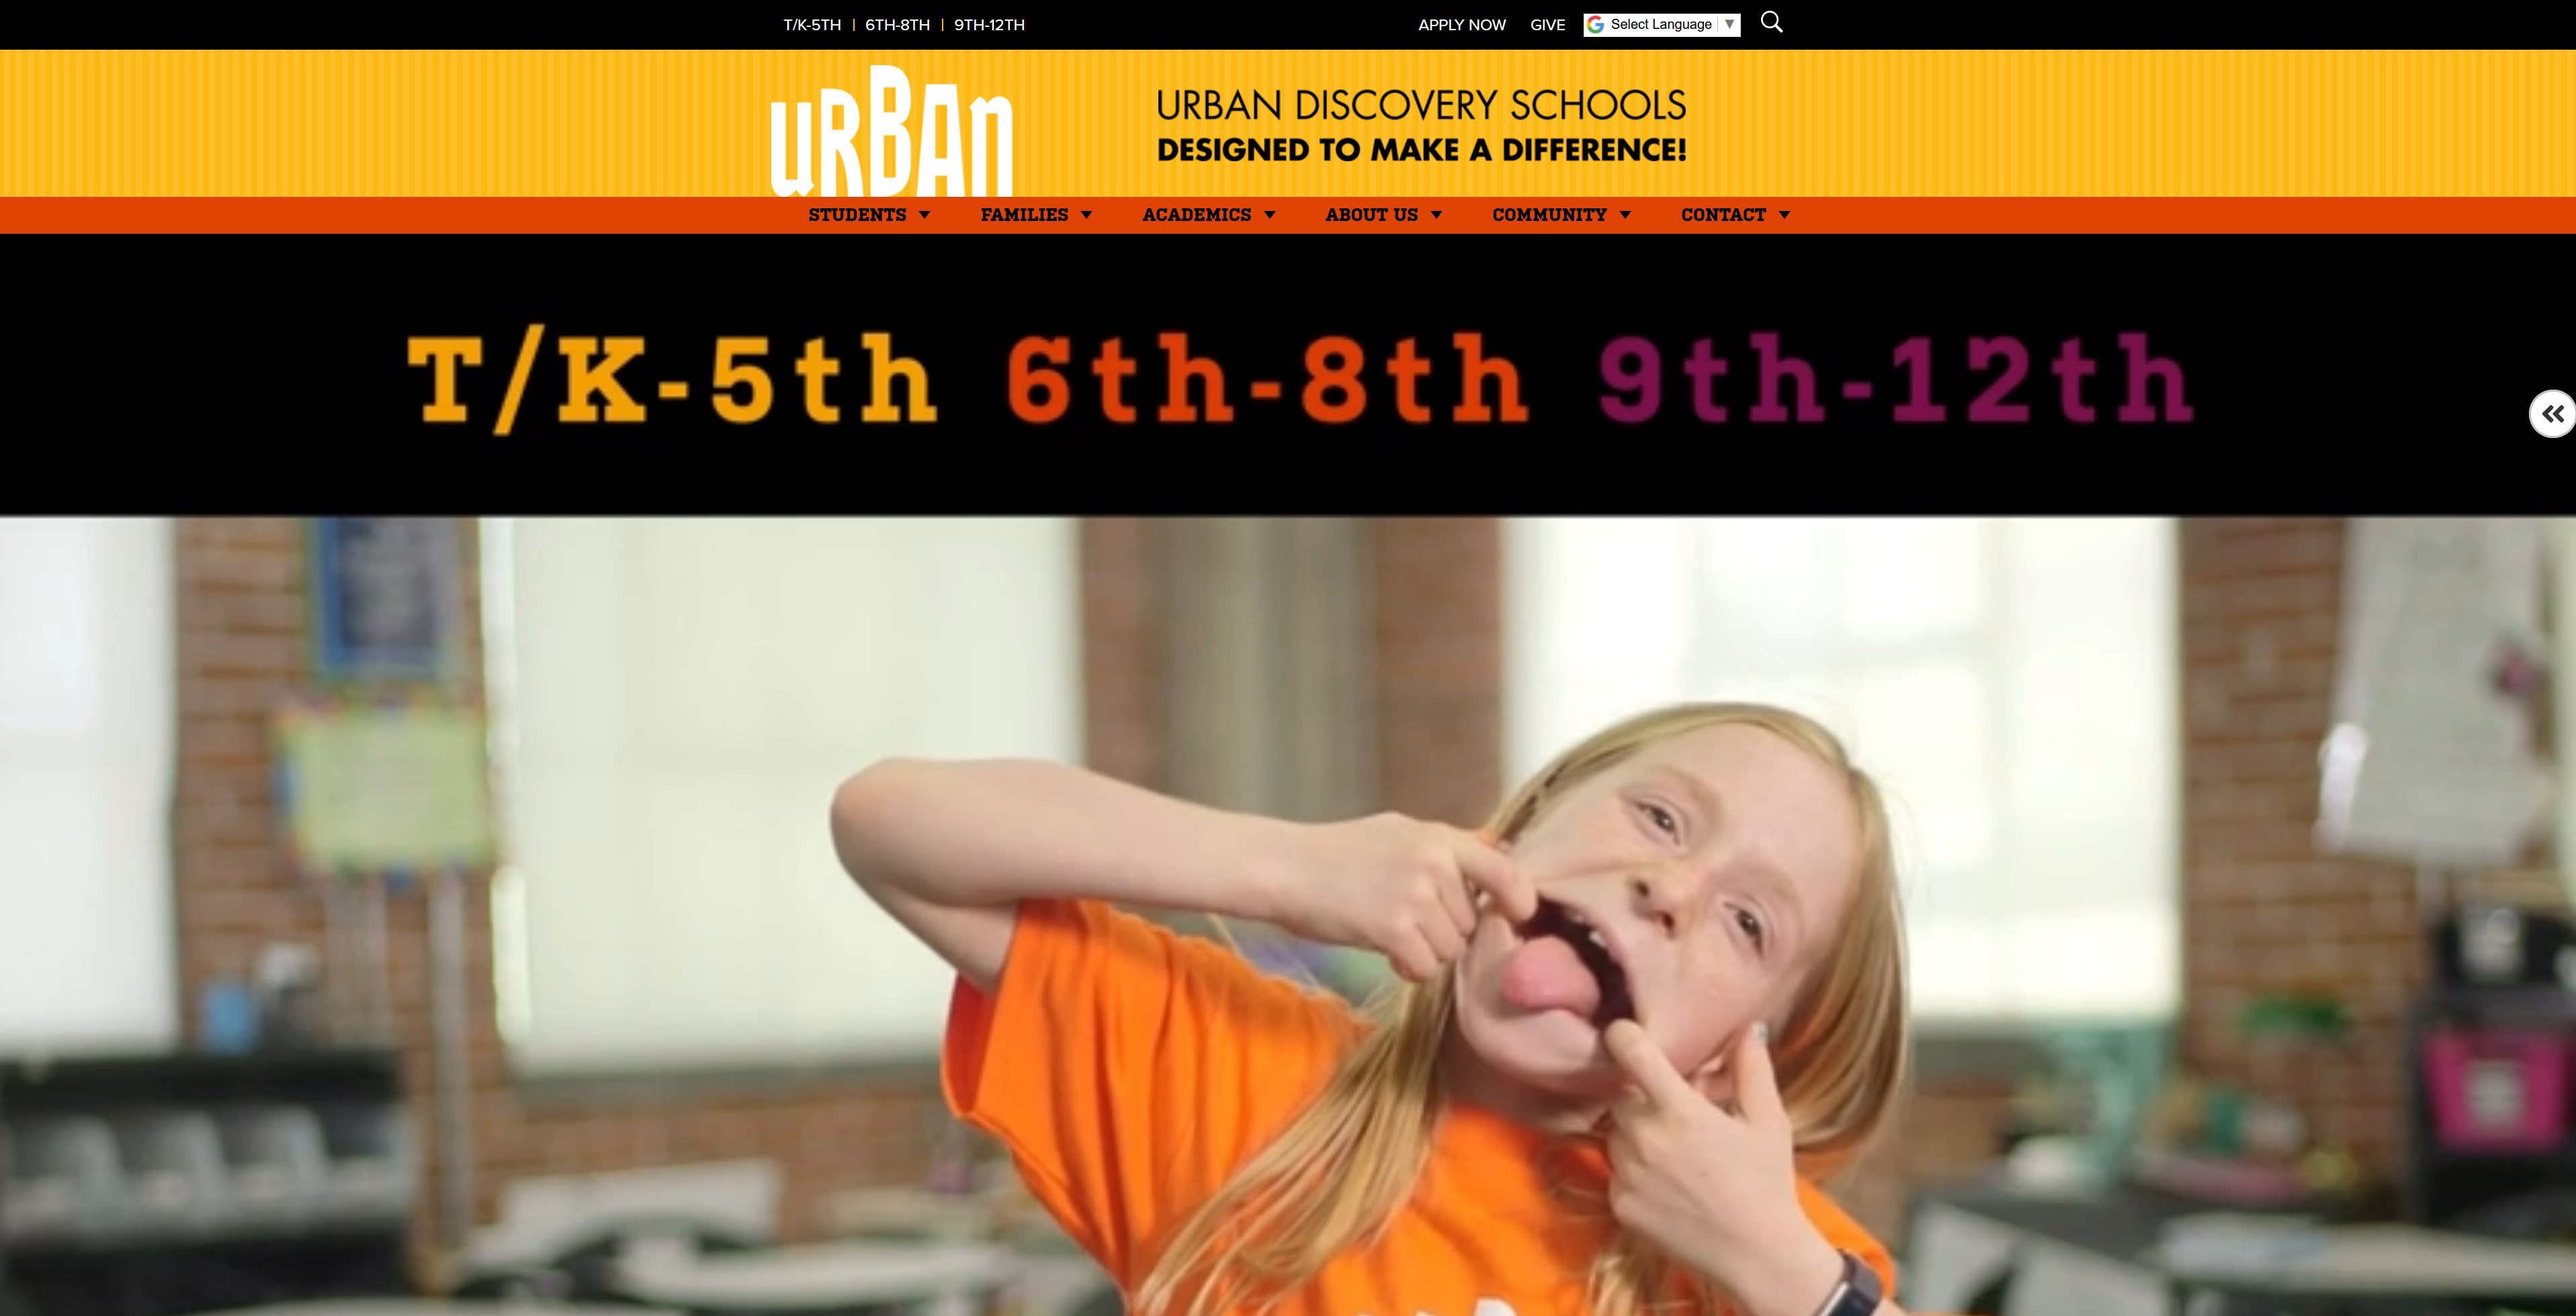 T/K-5TH | 6TH-8TH | 9TH-12TH
APPLY NOW GIVE Select Language ▼
uRBAn
URBAN DISCOVERY SCHOOLS
DESIGNED TO MAKE A DIFFERENCE!
STUDENTS ▼ FAMILIES ▼ ACADEMICS ▼ ABOUT US ▼ COMMUNITY ▼ CONTACT ▼
T/K-5th 6th-8th 9th-12th